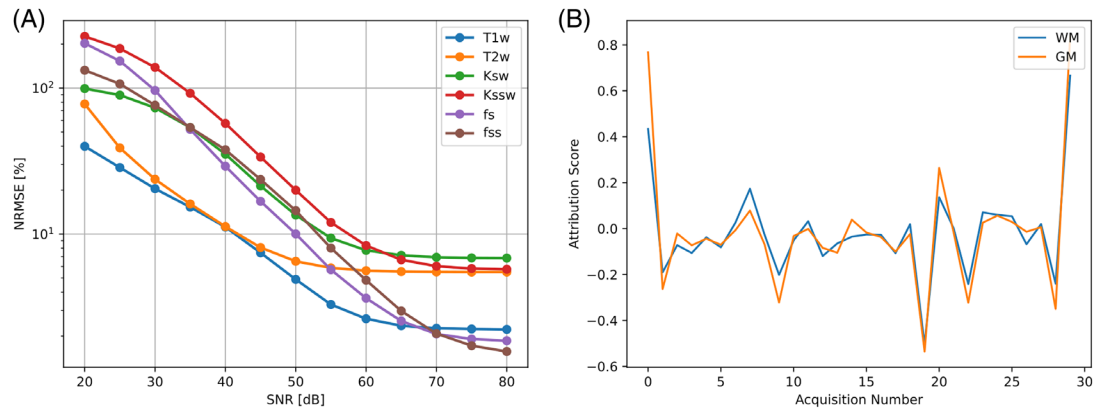 (A)
NRMSE [%]
10²
10¹
20 30 40 50 60 70 80
SNR [dB]
T1w
T2w
Ksw
Kssw
fs
fss
(B)
Attribution Score
0.8
0.6
0.4
0.2
0.0
−0.2
−0.4
−0.6
0 5 10 15 20 25 30
Acquisition Number
WM
GM